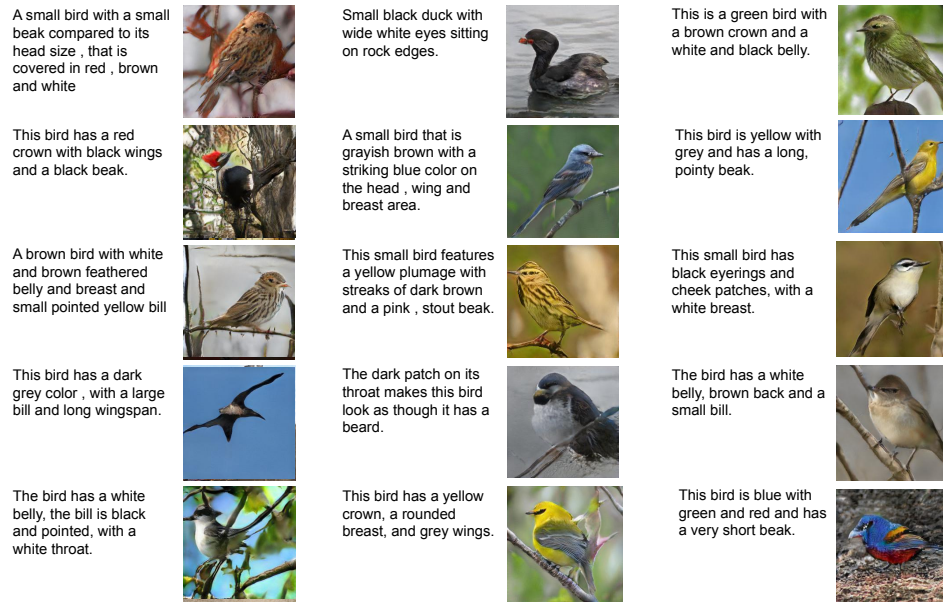 A small bird with a small
beak compared to its
head size , that is
covered in red , brown
and white
Small black duck with
wide white eyes sitting
on rock edges.
This is a green bird with
a brown crown and a
white and black belly.
This bird has a red
crown with black wings
and a black beak.
A small bird that is
grayish brown with a
striking blue color on
the head , wing and
breast area.
This bird is yellow with
grey and has a long,
pointy beak.
A brown bird with white
and brown feathered
belly and breast and
small pointed yellow bill
This small bird features
a yellow plumage with
streaks of dark brown
and a pink , stout beak.
This small bird has
black eyerings and
cheek patches, with a
white breast.
This bird has a dark
grey color , with a large
bill and long wingspan.
The dark patch on its
throat makes this bird
look as though it has a
beard.
The bird has a white
belly, brown back and a
small bill.
The bird has a white
belly, the bill is black
and pointed, with a
white throat.
This bird has a yellow
crown, a rounded
breast, and grey wings.
This bird is blue with
green and red and has
a very short beak.